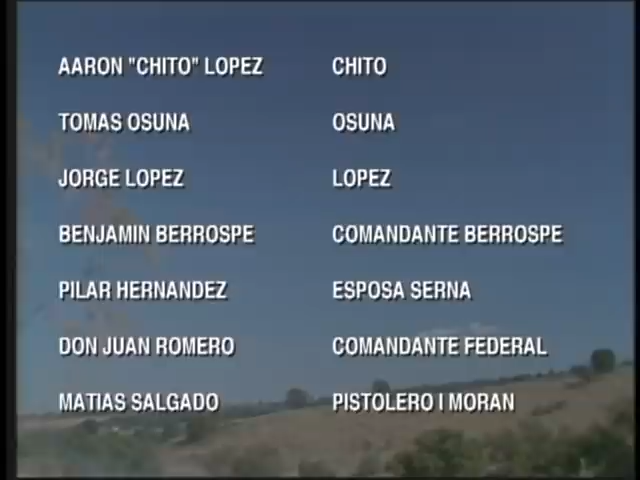 AARON "CHITO" LOPEZ CHITO
TOMAS OSUNA OSUNA
JORGE LOPEZ LOPEZ
BENJAMIN BERROSPE COMANDANTE BERROSPE
PILAR HERNANDEZ ESPOSA SERNA
DON JUAN ROMERO COMANDANTE FEDERAL
MATIAS SALGADO PISTOLERO I MORAN